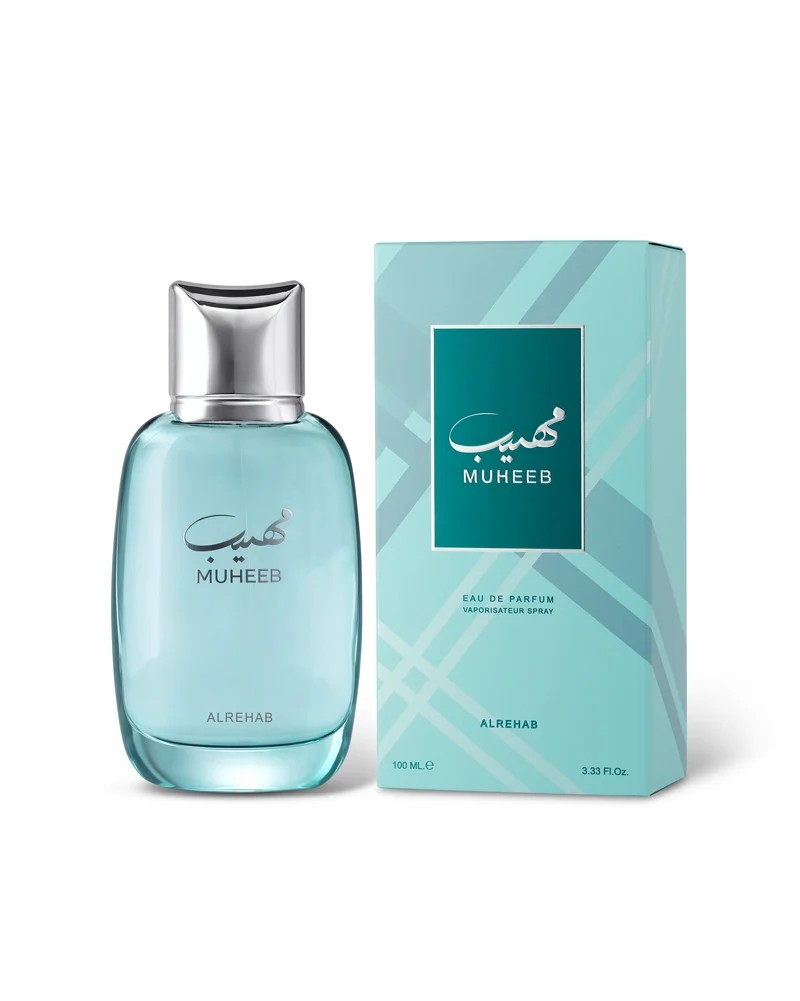 مهيب
MUHEEB
ALREHAB
مهيب
MUHEEB
EAU DE PARFUM
VAPORISATEUR SPRAY
ALREHAB
100 ML.℮
3.33 Fl.Oz.